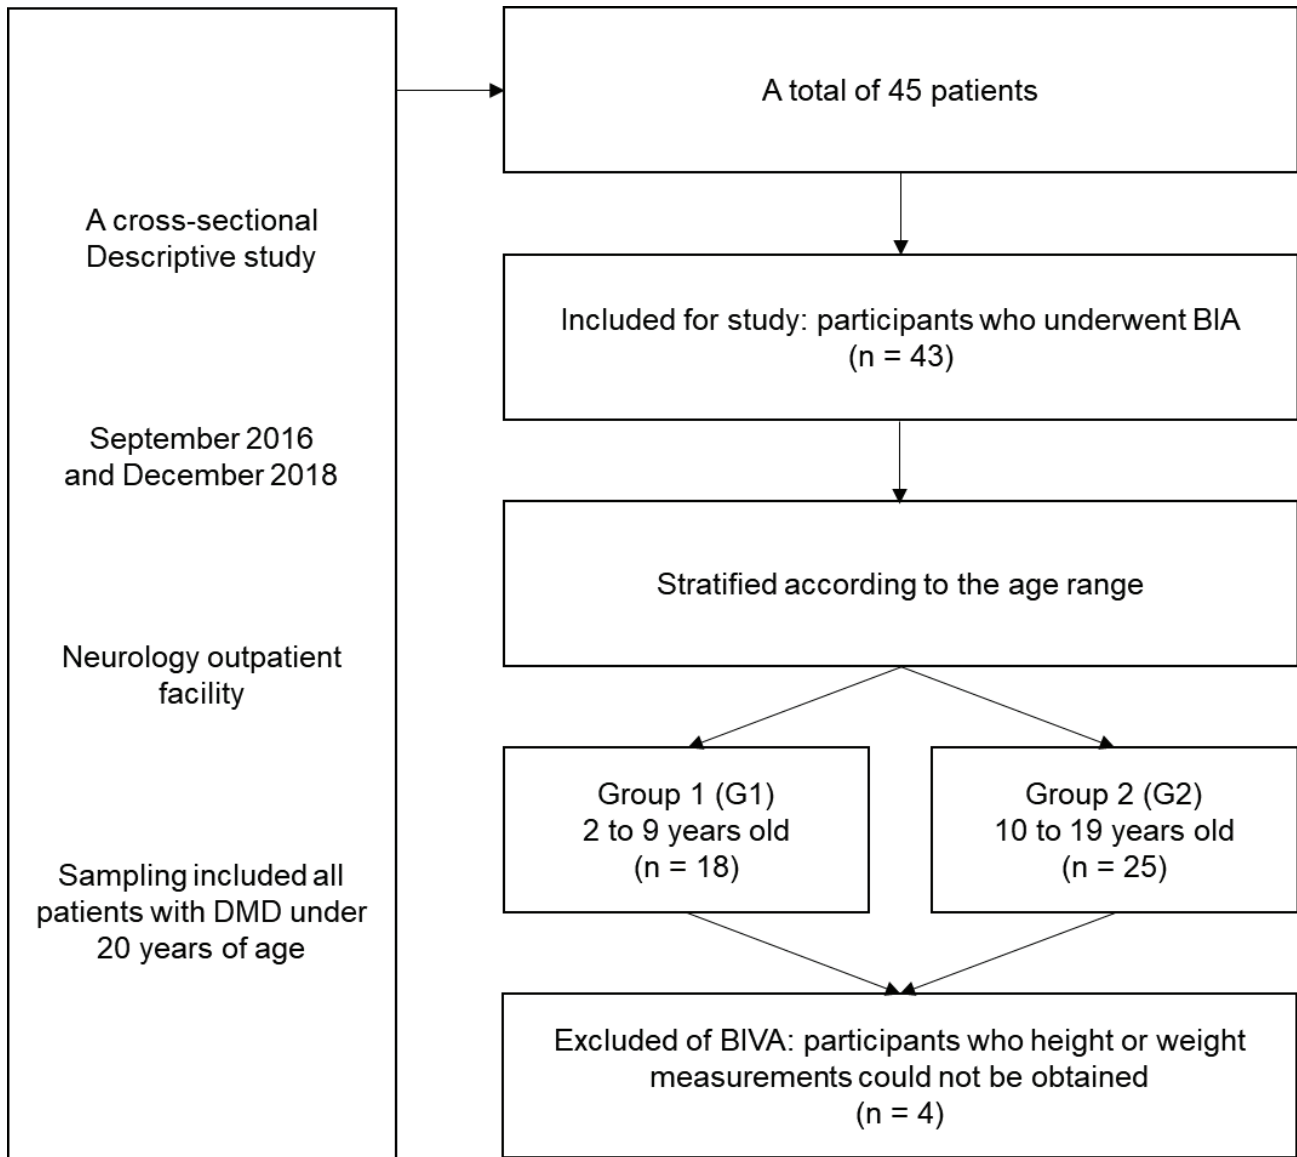 A cross-sectional
Descriptive study
September 2016
and December 2018
Neurology outpatient
facility
Sampling included all
patients with DMD under
20 years of age
A total of 45 patients
Included for study: participants who underwent BIA
(n = 43)
Stratified according to the age range
Group 1 (G1)
2 to 9 years old
(n = 18)
Group 2 (G2)
10 to 19 years old
(n = 25)
Excluded of BIVA: participants who height or weight
measurements could not be obtained
(n = 4)